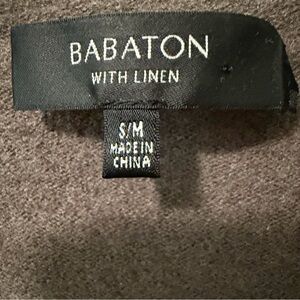 BABATON
WITH LINEN
S/M
MADE IN
CHINA